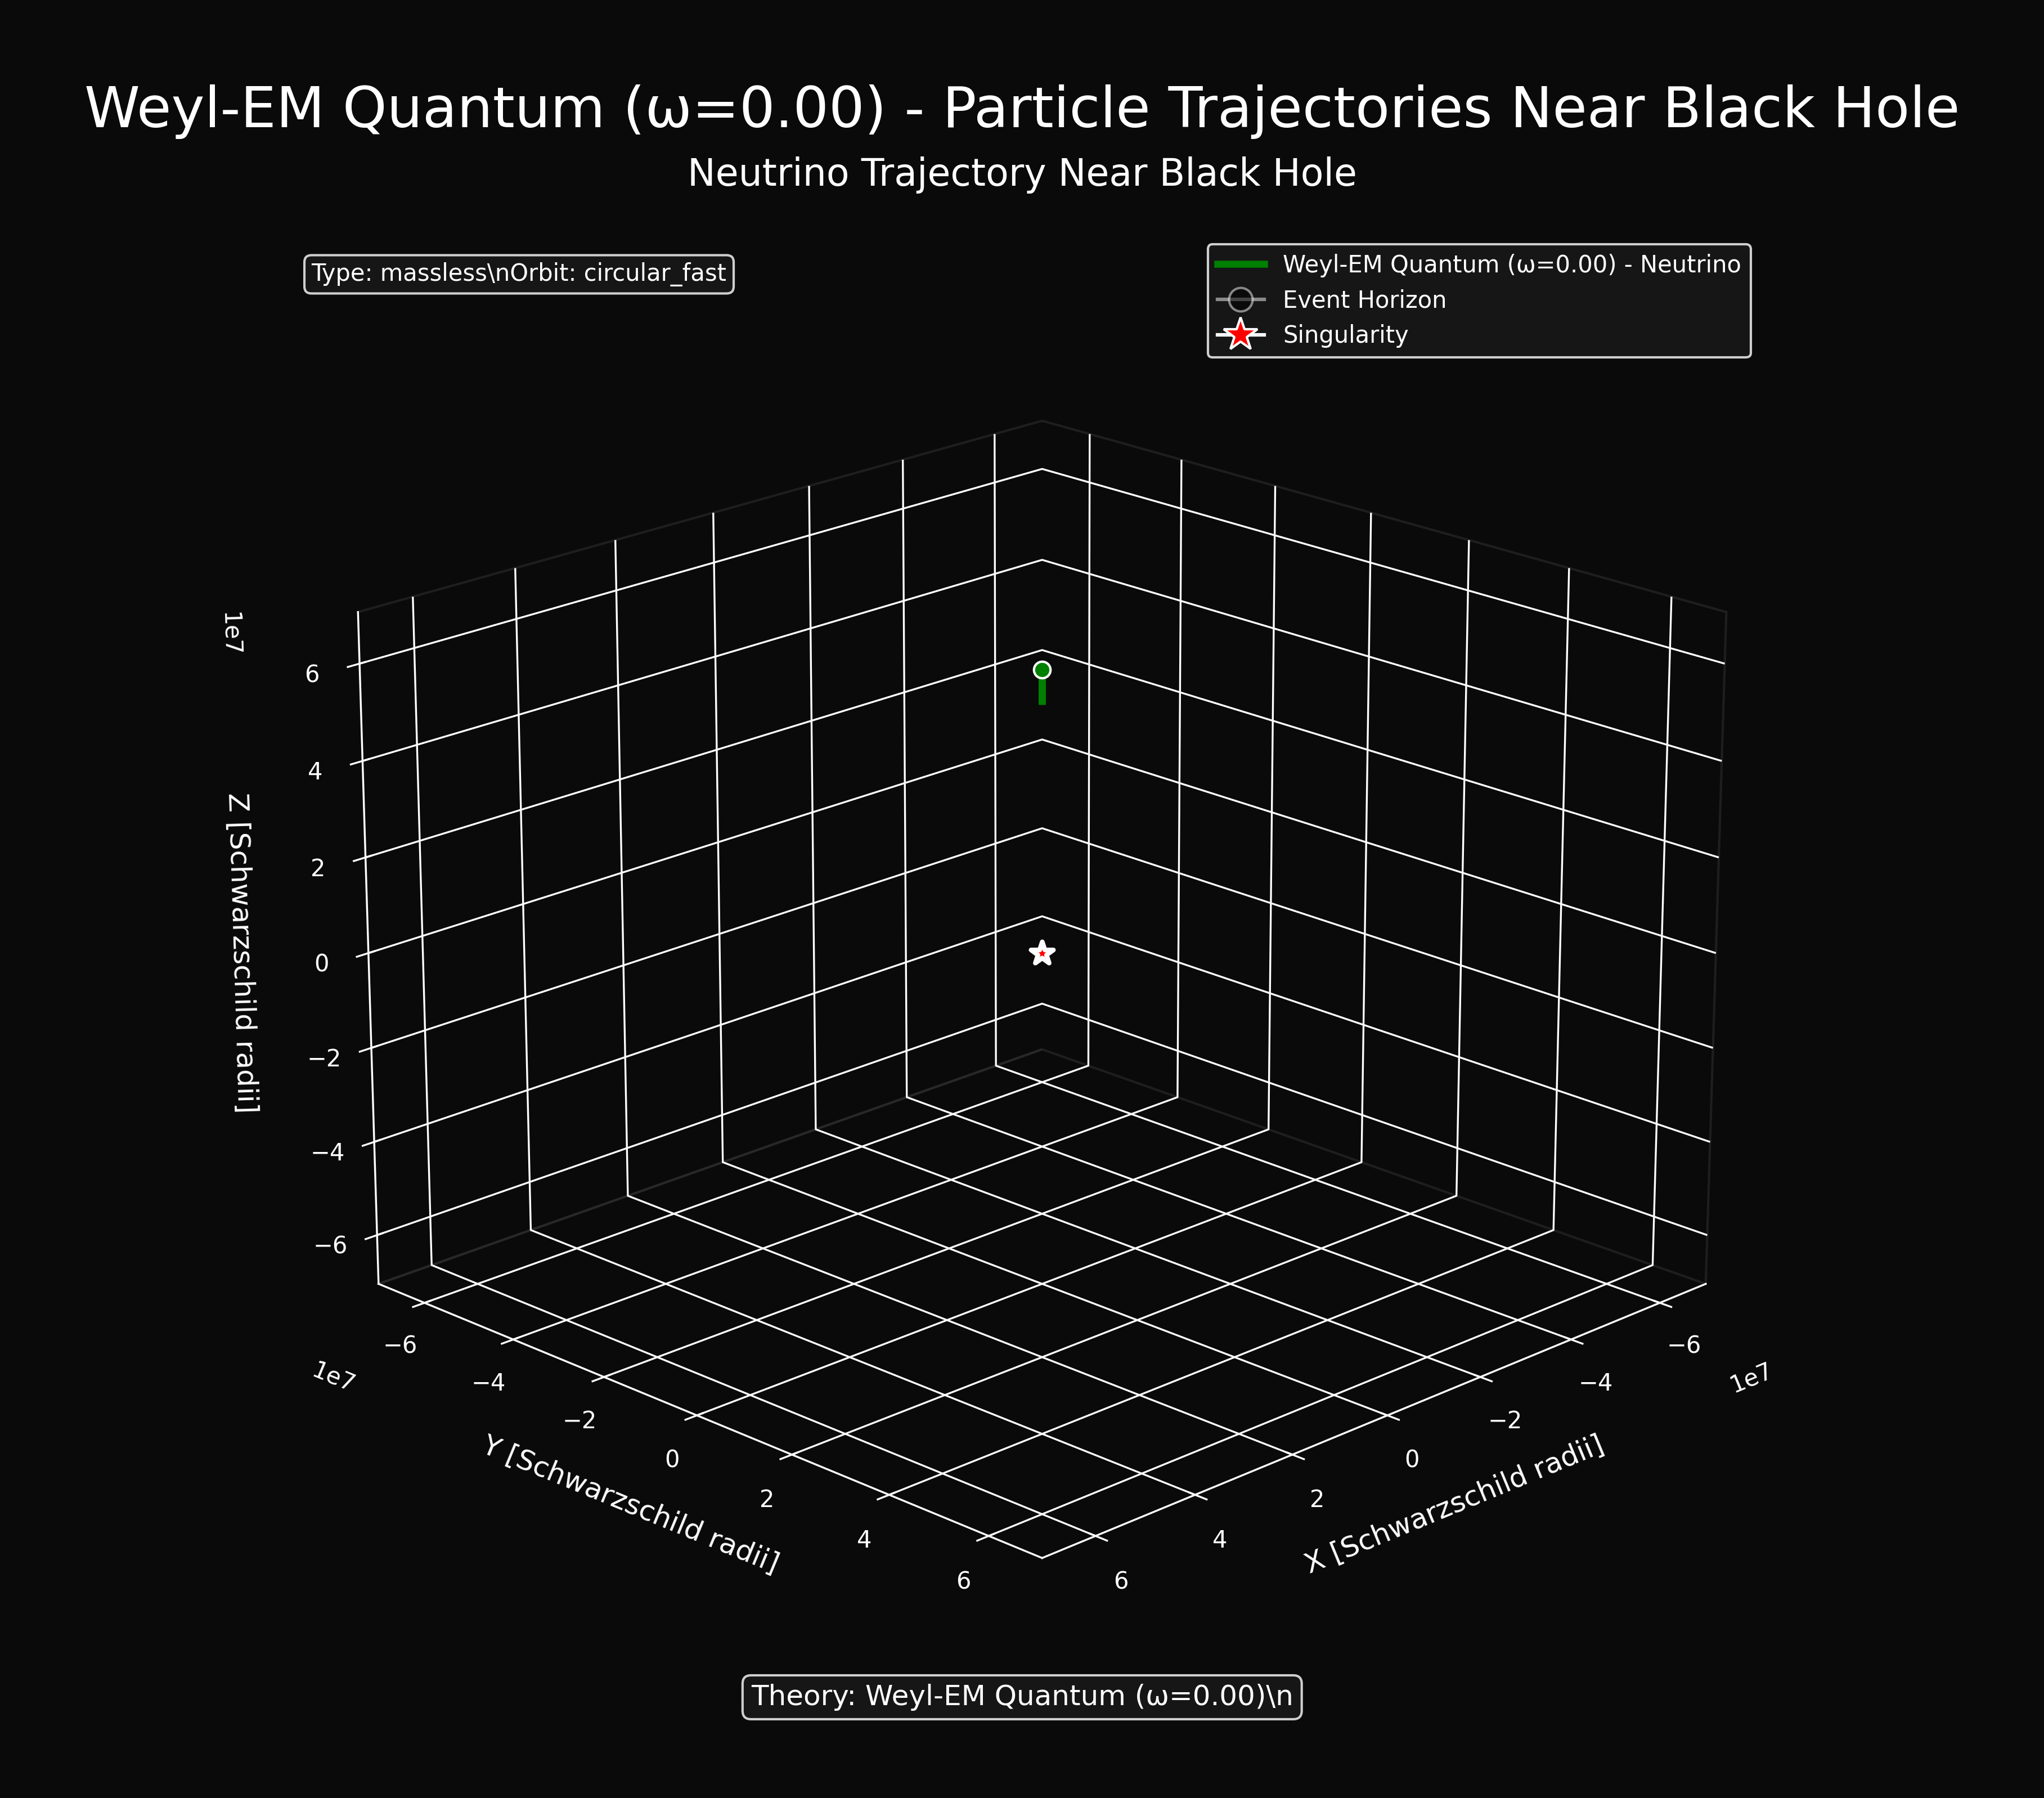 Weyl-EM Quantum (ω=0.00) - Particle Trajectories Near Black Hole
Neutrino Trajectory Near Black Hole
Type: massless\nOrbit: circular_fast
Weyl-EM Quantum (ω=0.00) - Neutrino
Event Horizon
Singularity
1e7
6
4
2
0
−2
−4
−6
Z [Schwarzschild radii]
−6
−4
−2
0
2
4
6
1e7
Y [Schwarzschild radii]
−6
−4
−2
0
2
4
6
1e7
X [Schwarzschild radii]
Theory: Weyl-EM Quantum (ω=0.00)\n